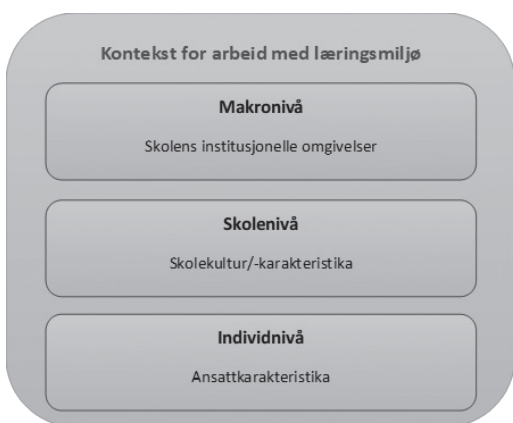 Kontekst for arbeid med læringsmiljø
Makronivå
Skolens institusjonelle omgivelser
Skolenivå
Skolekultur/-karakteristika
Individnivå
Ansattkarakteristika